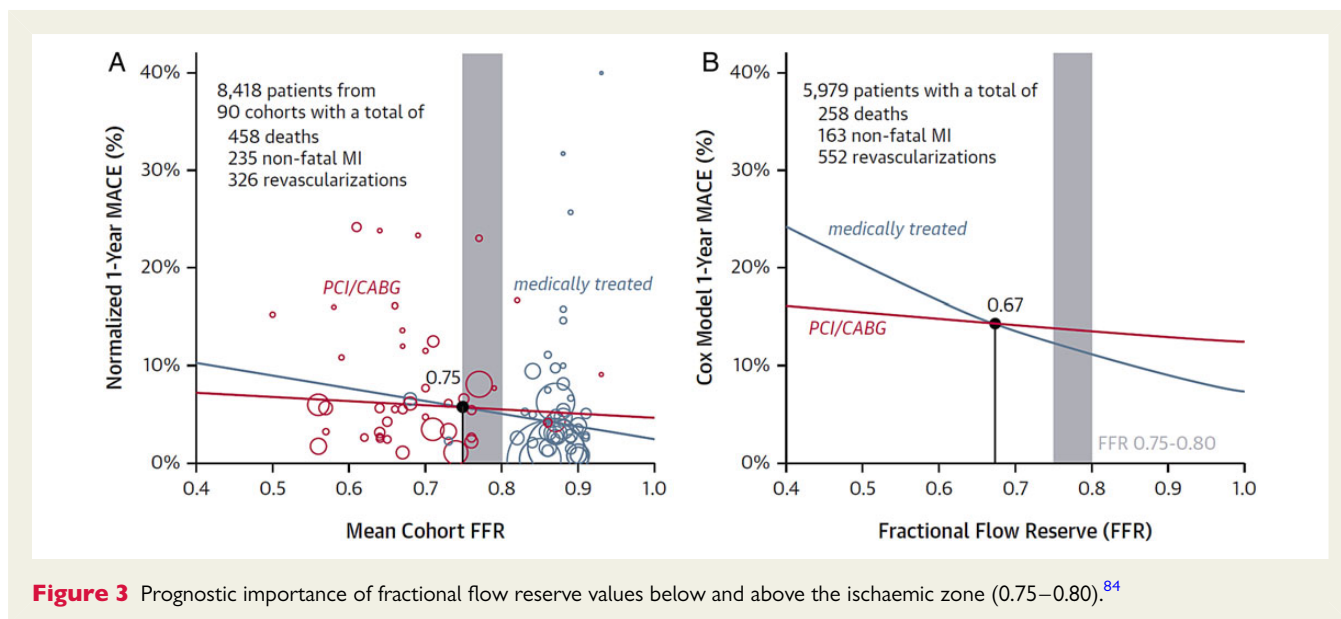 A
Normalized 1-Year MACE (%)
40%
30%
20%
10%
0%
8,418 patients from
90 cohorts with a total of
458 deaths
235 non-fatal MI
326 revascularizations
PCI/CABG
medically treated
0.75
0.4 0.5 0.6 0.7 0.8 0.9 1.0
Mean Cohort FFR
B
Cox Model 1-Year MACE (%)
40%
30%
20%
10%
0%
5,979 patients with a total of
258 deaths
163 non-fatal MI
552 revascularizations
medically treated
0.67
PCI/CABG
FFR 0.75-0.80
0.4 0.5 0.6 0.7 0.8 0.9 1.0
Fractional Flow Reserve (FFR)
Figure 3 Prognostic importance of fractional flow reserve values below and above the ischaemic zone (0.75–0.80).84